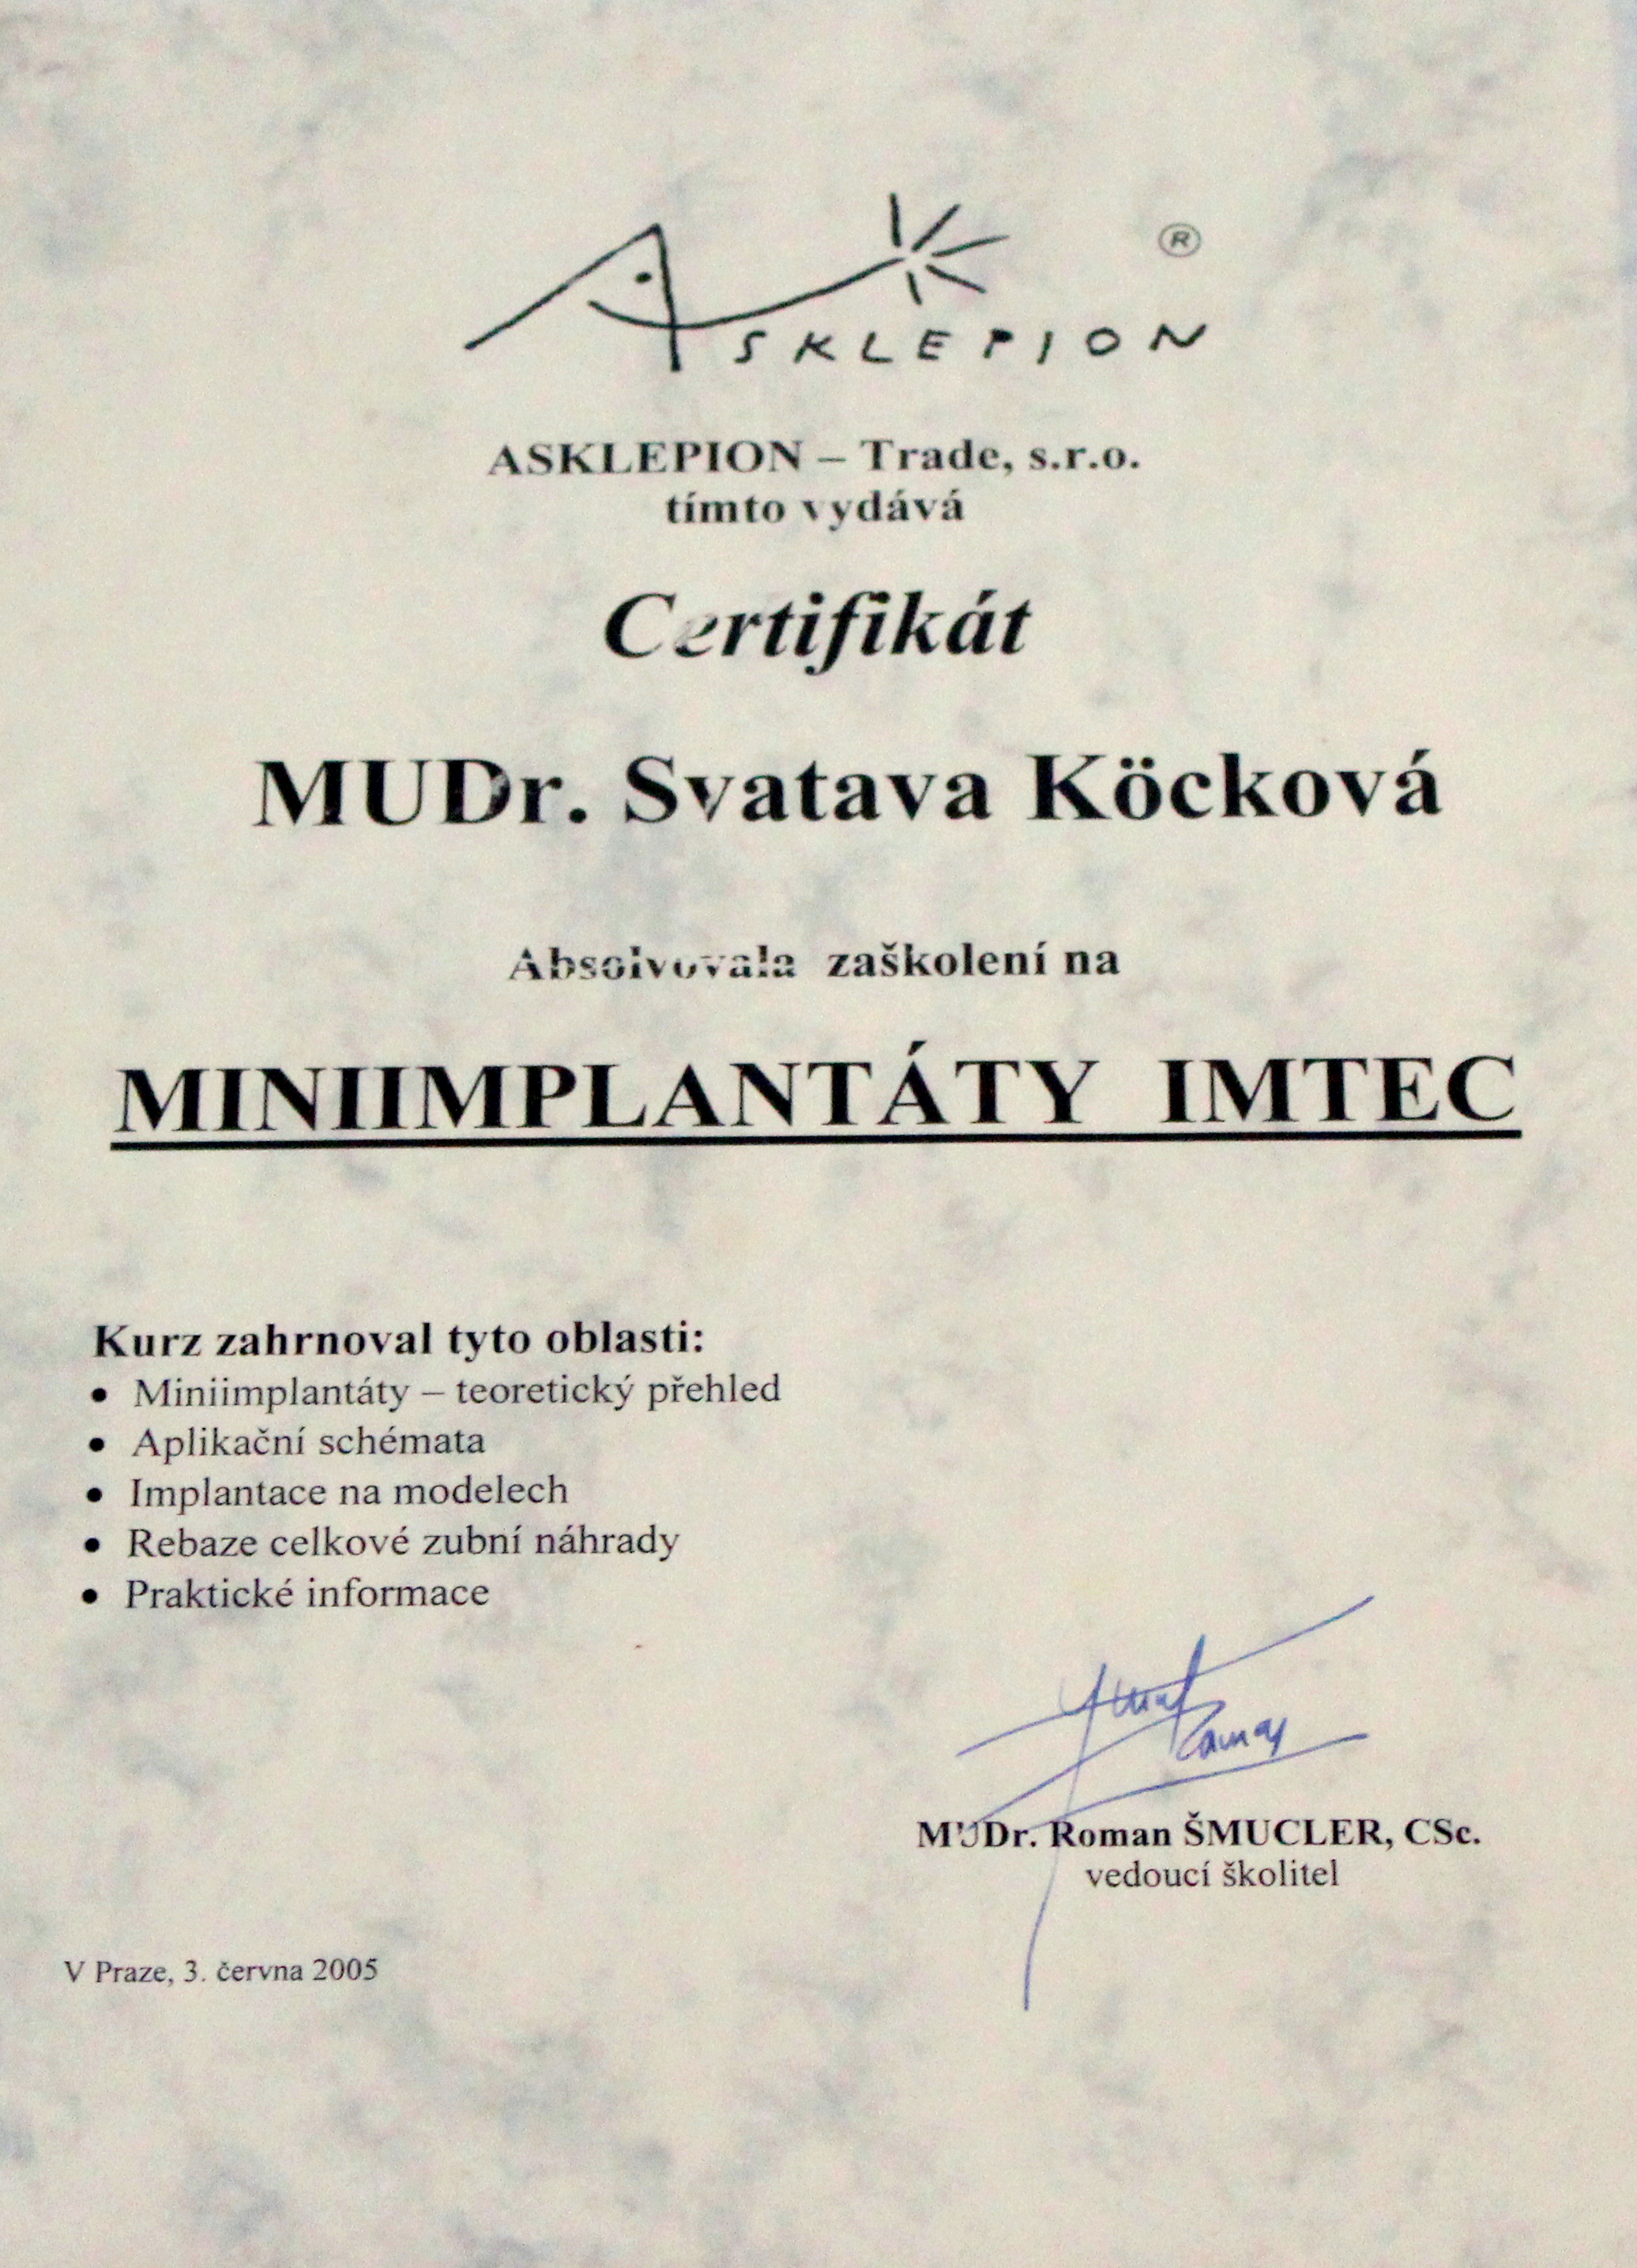 ASKLEPION ®
ASKLEPION – Trade, s.r.o.
tímto vydává
Certifikát
MUDr. Svatava Köcková
Absolvovala zaškolení na
MINIIMPLANTÁTY IMTEC
Kurz zahrnoval tyto oblasti:
• Miniimplantáty – teoretický přehled
• Aplikační schémata
• Implantace na modelech
• Rebaze celkové zubní náhrady
• Praktické informace
MUDr. Roman ŠMUCLER, CSc.
vedoucí školitel
V Praze, 3. června 2005